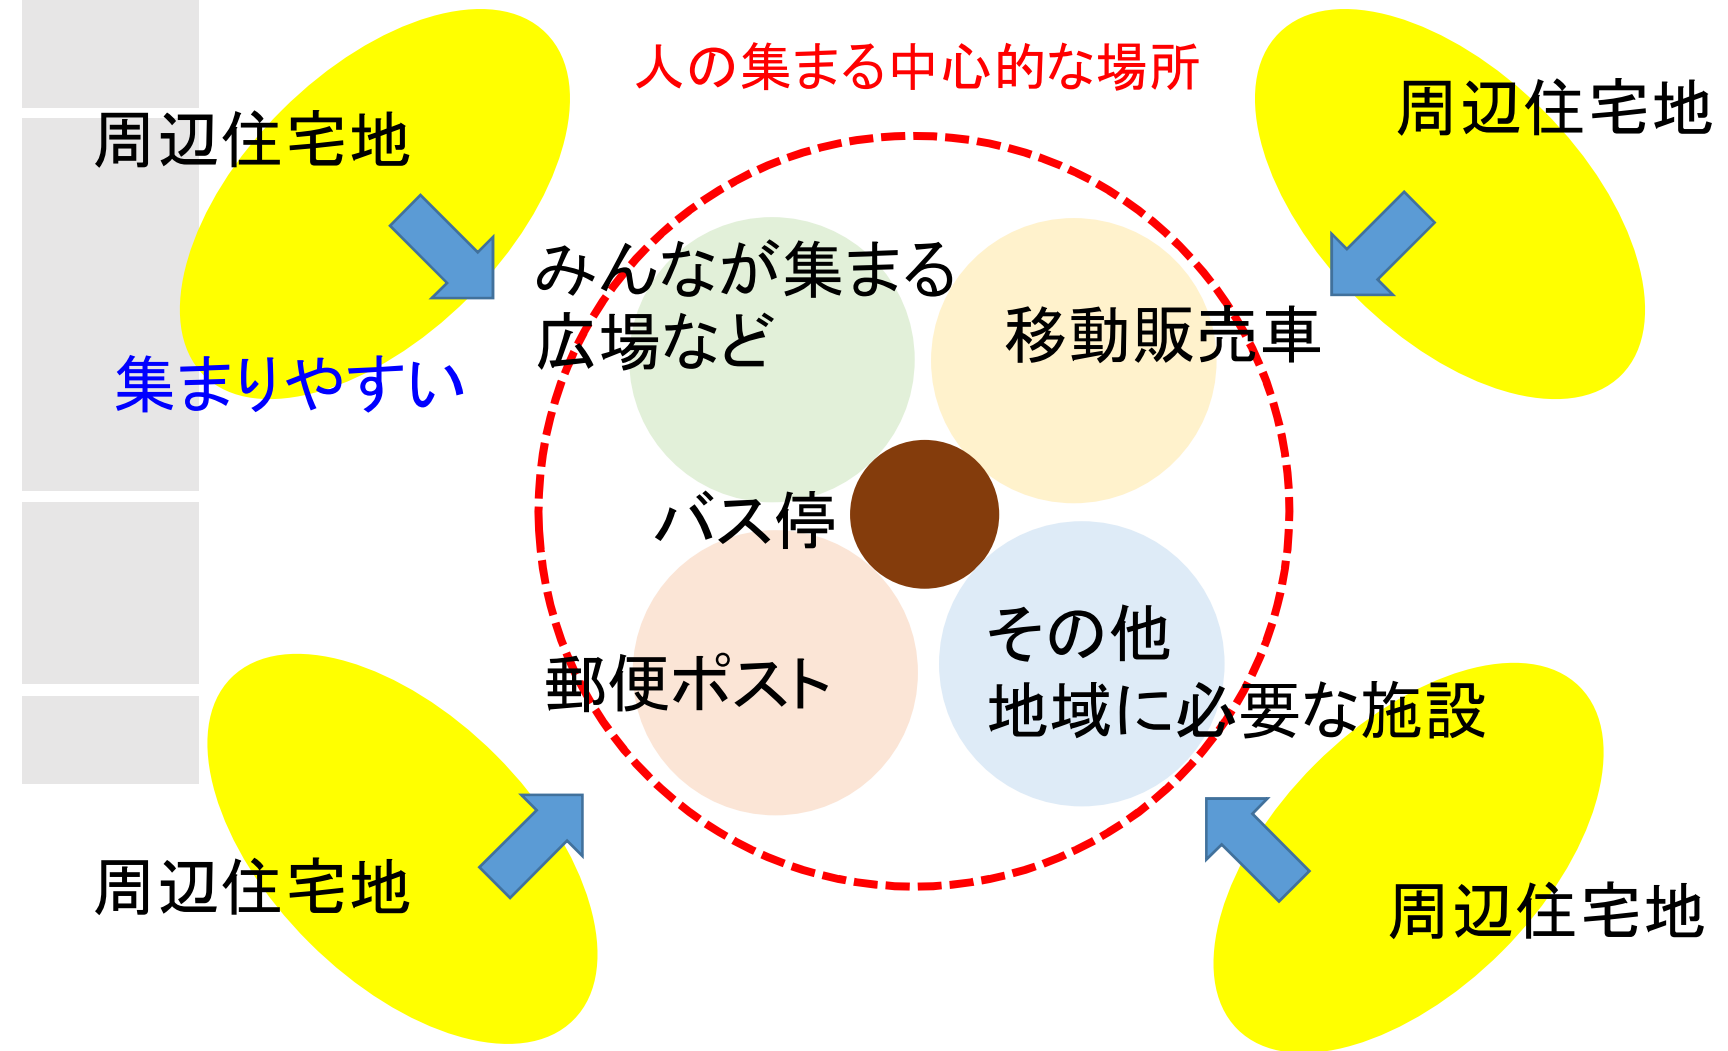 人の集まる中心的な場所
周辺住宅地
周辺住宅地
みんなが集まる
広場など
移動販売車
集まりやすい
バス停
その他
地域に必要な施設
郵便ポスト
周辺住宅地
周辺住宅地